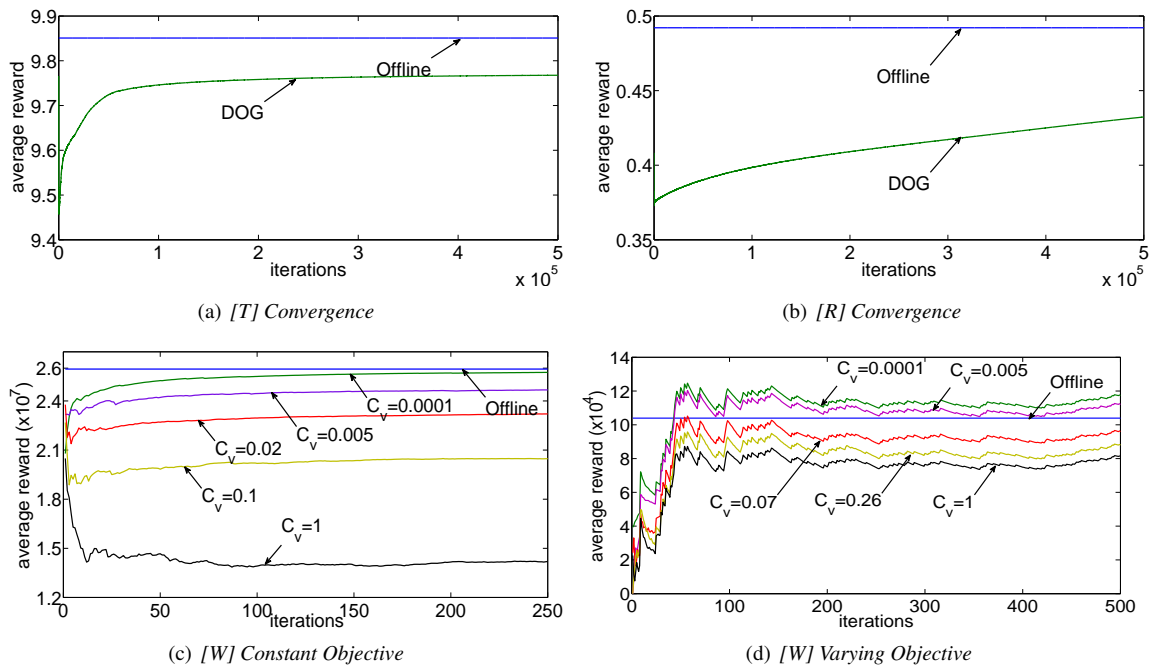 9.9
9.8
9.7
9.6
9.5
9.4
average reward
Offline
DOG
0 1 2 3 4 5
iterations
x 10^5
(a) [T] Convergence
0.5
0.45
0.4
0.35
average reward
Offline
DOG
0 1 2 3 4 5
iterations
x 10^5
(b) [R] Convergence
2.6
2.4
2.1
1.8
1.5
1.2
average reward (x10^7)
Offline
C_v=0.0001
C_v=0.005
C_v=0.02
C_v=0.1
C_v=1
0 50 100 150 200 250
iterations
(c) [W] Constant Objective
14
12
10
8
6
4
2
0
average reward (x10^4)
C_v=0.0001
C_v=0.005
Offline
C_v=0.07
C_v=0.26
C_v=1
0 100 200 300 400 500
iterations
(d) [W] Varying Objective